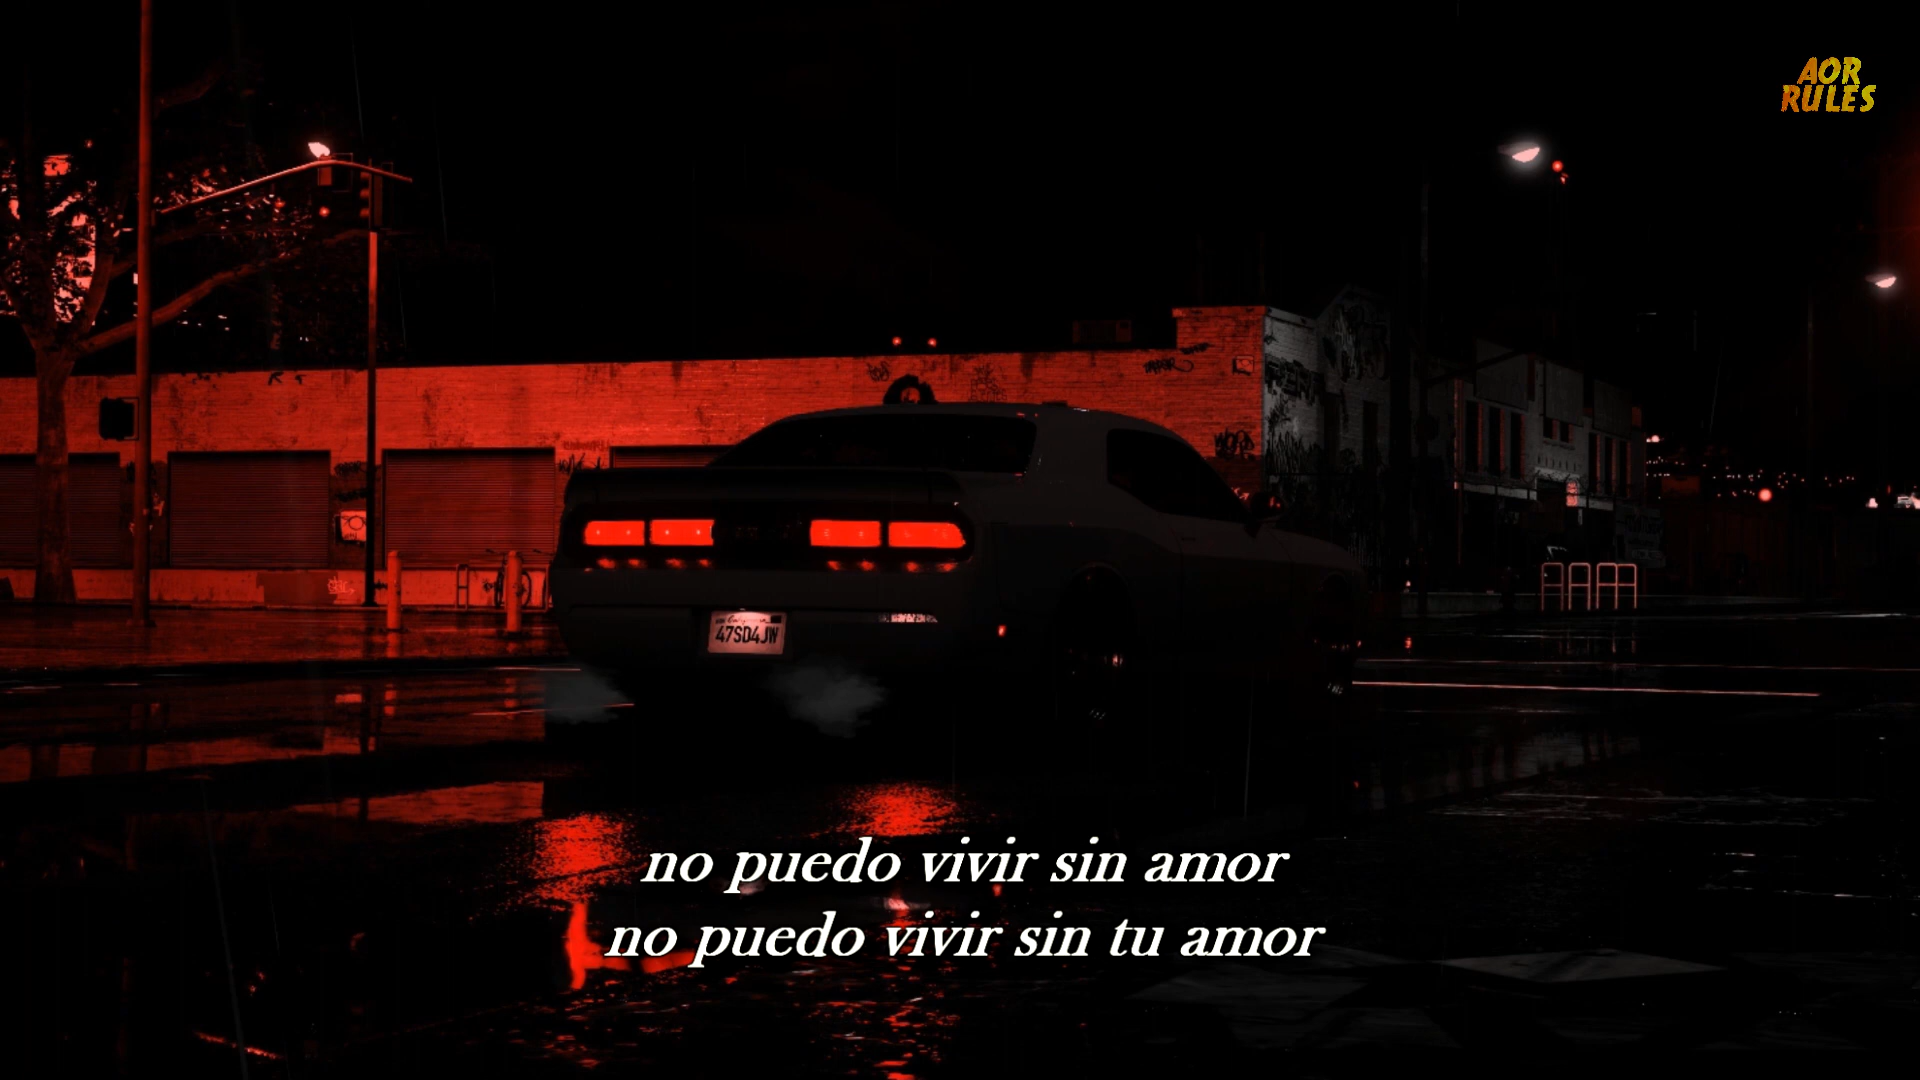 AOR
RULES
47SD4JW
no puedo vivir sin amor
no puedo vivir sin tu amor